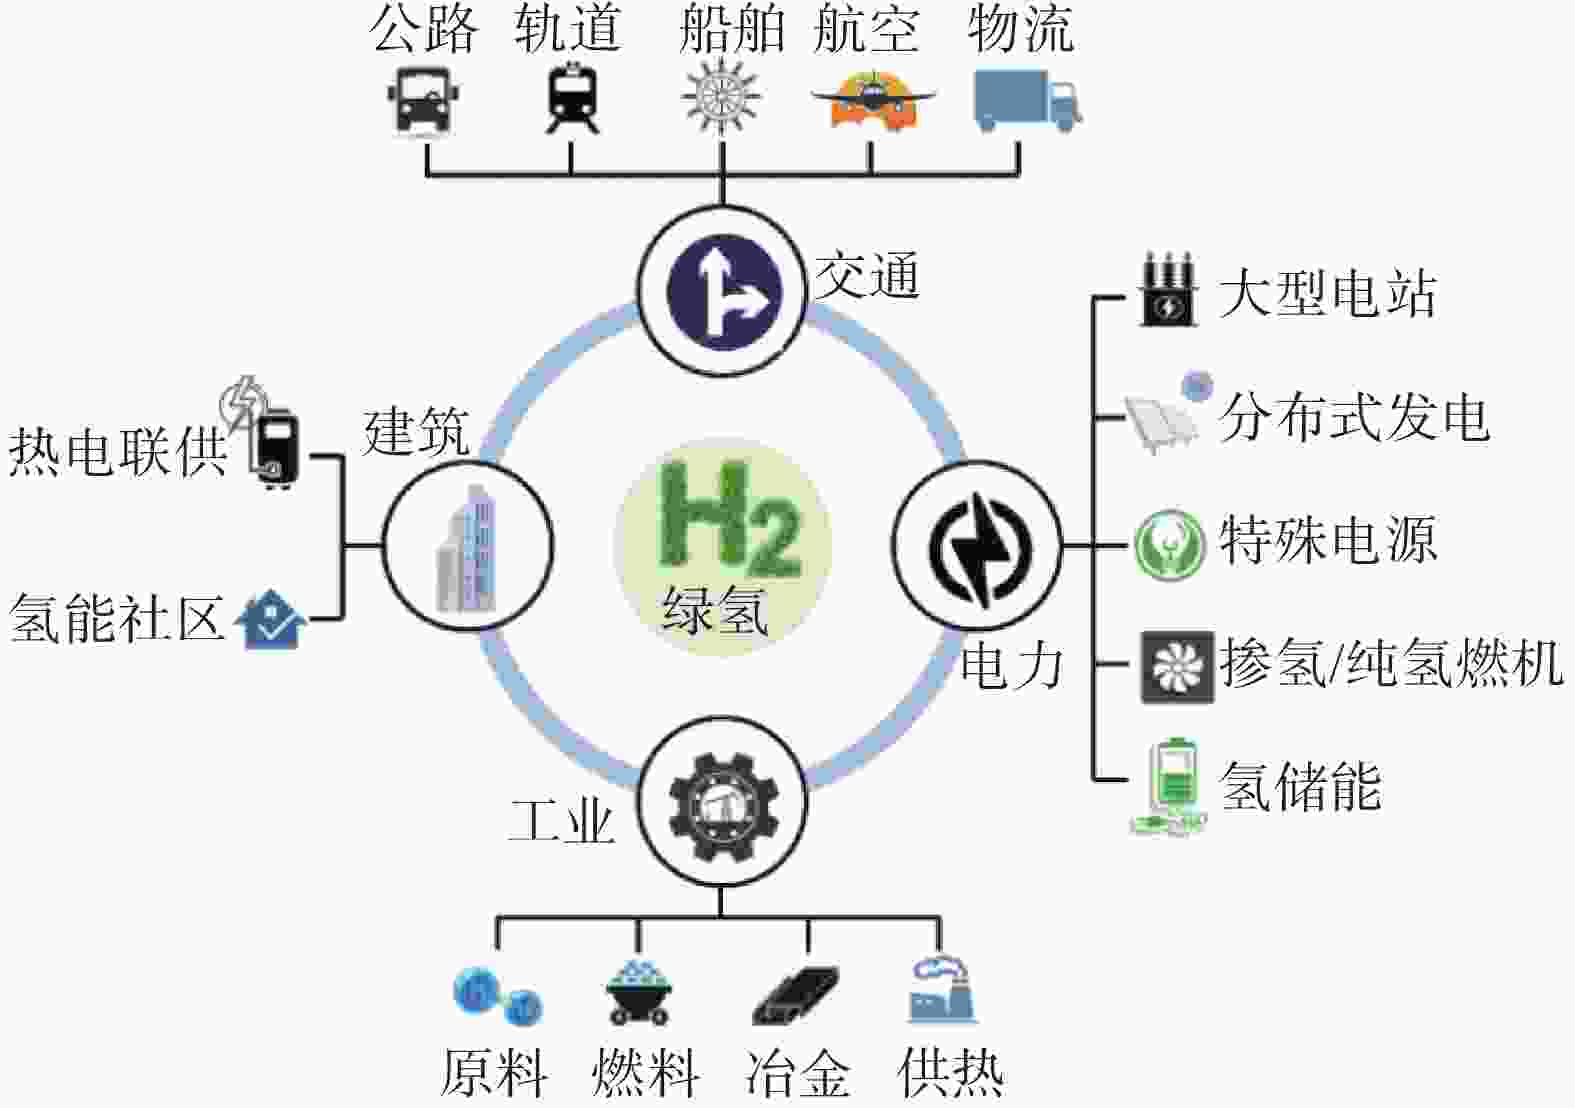 公路 轨道 船舶 航空 物流
交通
大型电站
分布式发电
特殊电源
电力
掺氢/纯氢燃机
氢储能
建筑
热电联供
氢能社区
H2
绿氢
工业
原料 燃料 冶金 供热